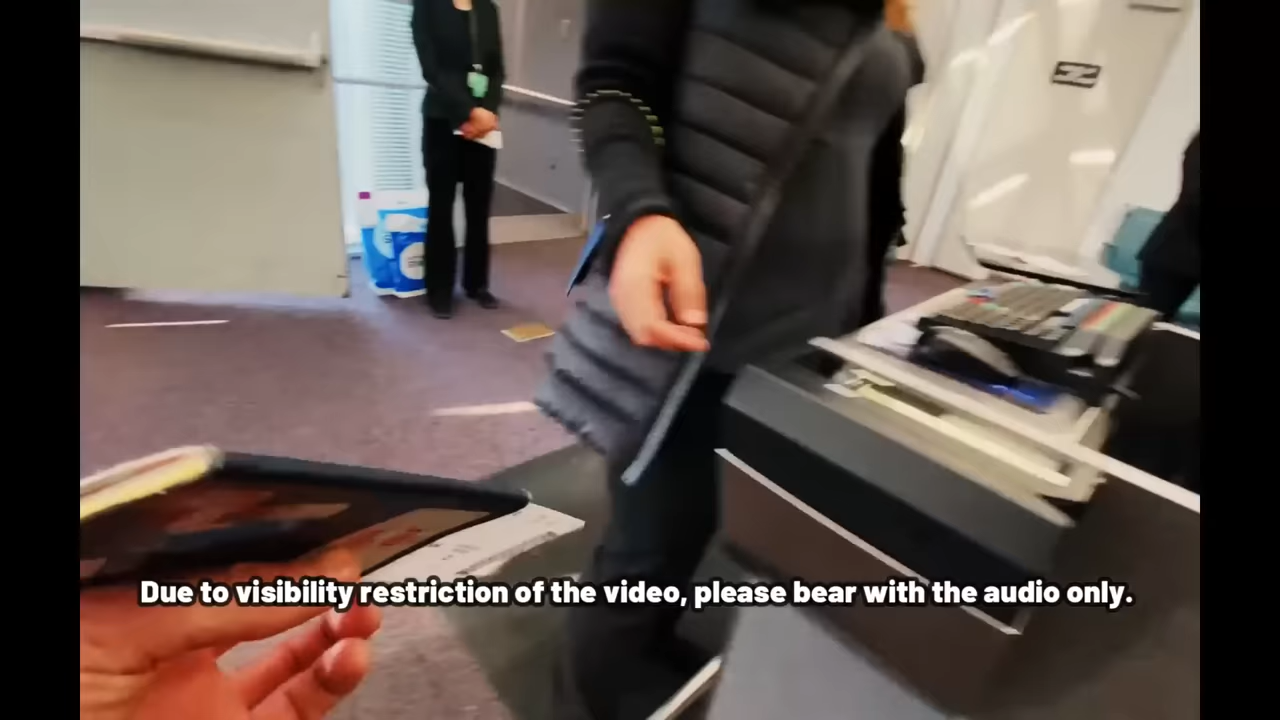 Due to visibility restriction of the video, please bear with the audio only.